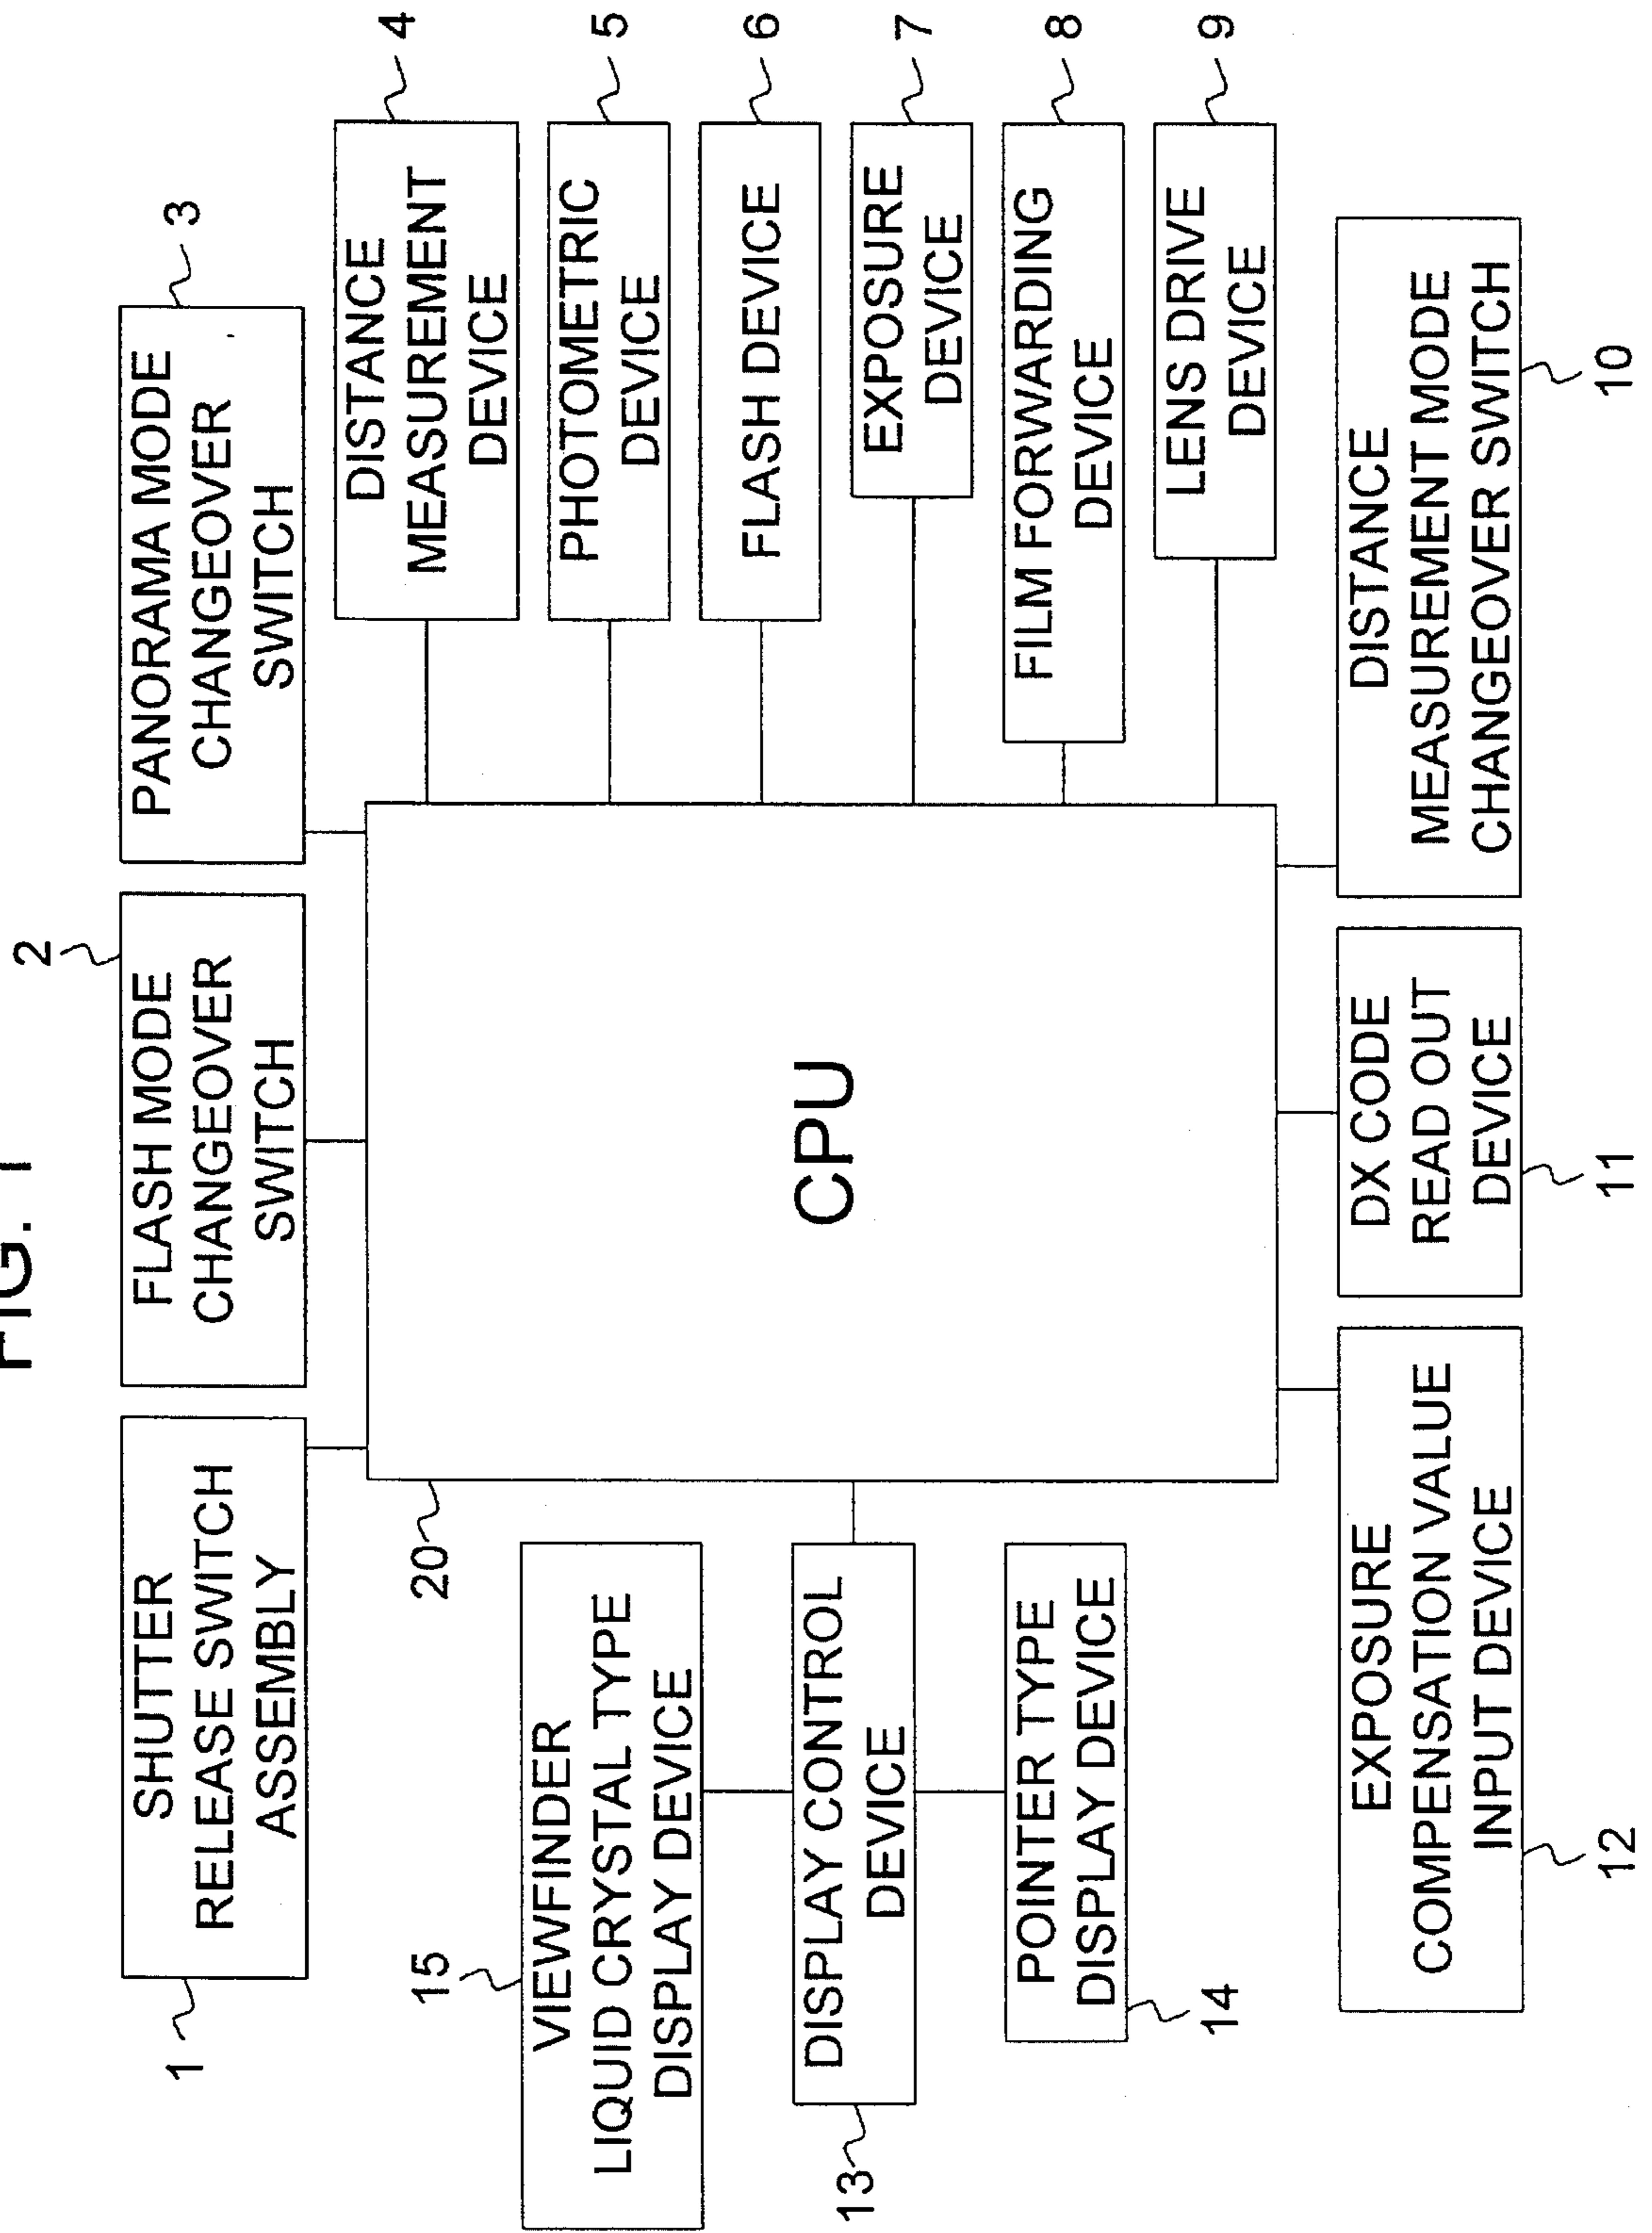 FIG. 1
1
SHUTTER
RELEASE SWITCH
ASSEMBLY
2
FLASH MODE
CHANGEOVER
SWITCH
3
PANORAMA MODE
CHANGEOVER
SWITCH
15
VIEWFINDER
LIQUID CRYSTAL TYPE
DISPLAY DEVICE
13
DISPLAY CONTROL
DEVICE
14
POINTER TYPE
DISPLAY DEVICE
20
CPU
4
DISTANCE
MEASUREMENT
DEVICE
5
PHOTOMETRIC
DEVICE
6
FLASH DEVICE
7
EXPOSURE
DEVICE
8
FILM FORWARDING
DEVICE
9
LENS DRIVE
DEVICE
12
EXPOSURE
COMPENSATION VALUE
INPUT DEVICE
11
DX CODE
READ OUT
DEVICE
10
DISTANCE
MEASUREMENT MODE
CHANGEOVER SWITCH